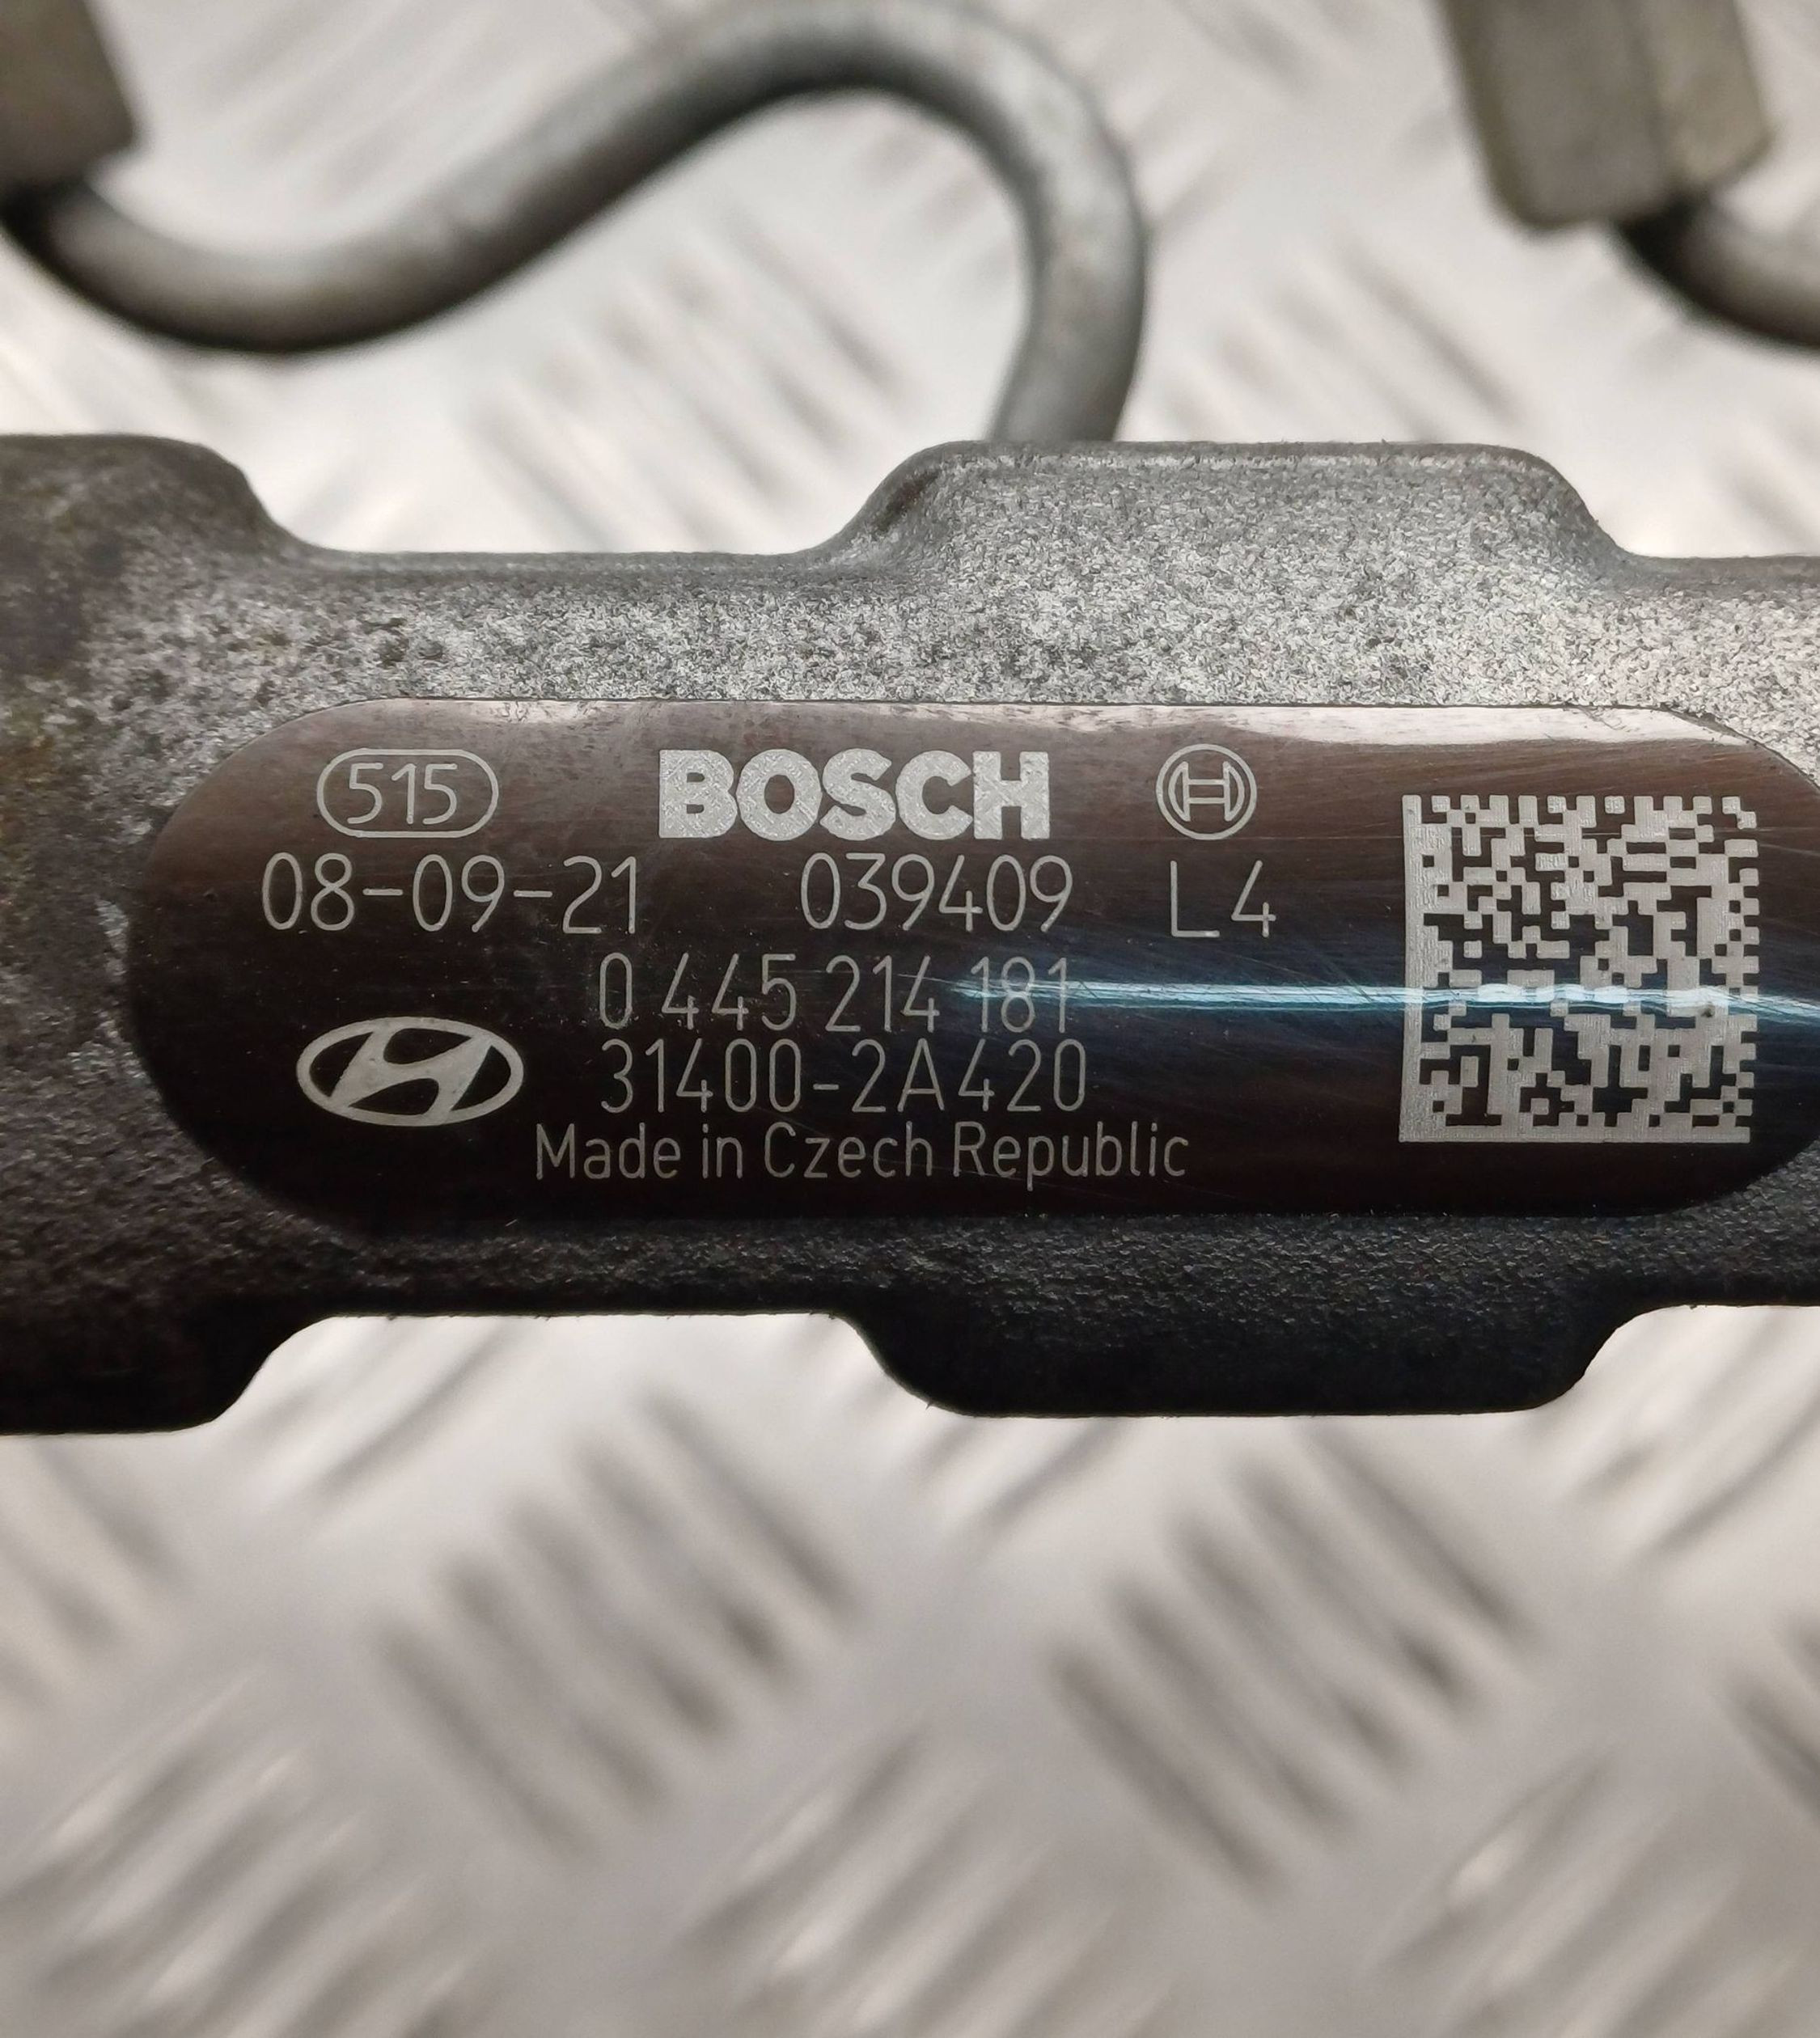 515 BOSCH
08-09-21 039409 L4
0 445 214 181
31400-2A420
Made in Czech Republic